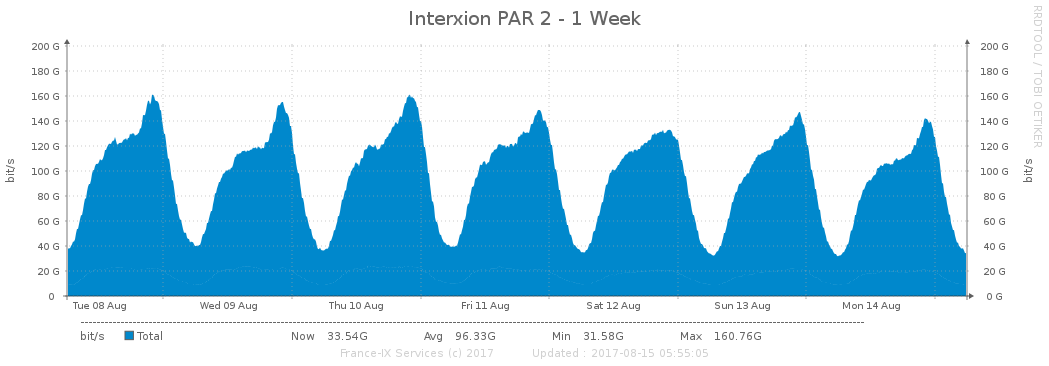 Interxion PAR 2 - 1 Week
RRDTOOL / TOBI OETIKER
200 G 200 G
180 G 180 G
160 G 160 G
140 G 140 G
120 G 120 G
100 G 100 G
80 G 80 G
60 G 60 G
40 G 40 G
20 G 20 G
0 0 G
bit/s bit/s
Tue 08 Aug Wed 09 Aug Thu 10 Aug Fri 11 Aug Sat 12 Aug Sun 13 Aug Mon 14 Aug
bit/s Total Now 33.54G Avg 96.33G Min 31.58G Max 160.76G
France-IX Services (c) 2017 Updated : 2017-08-15 05:55:05